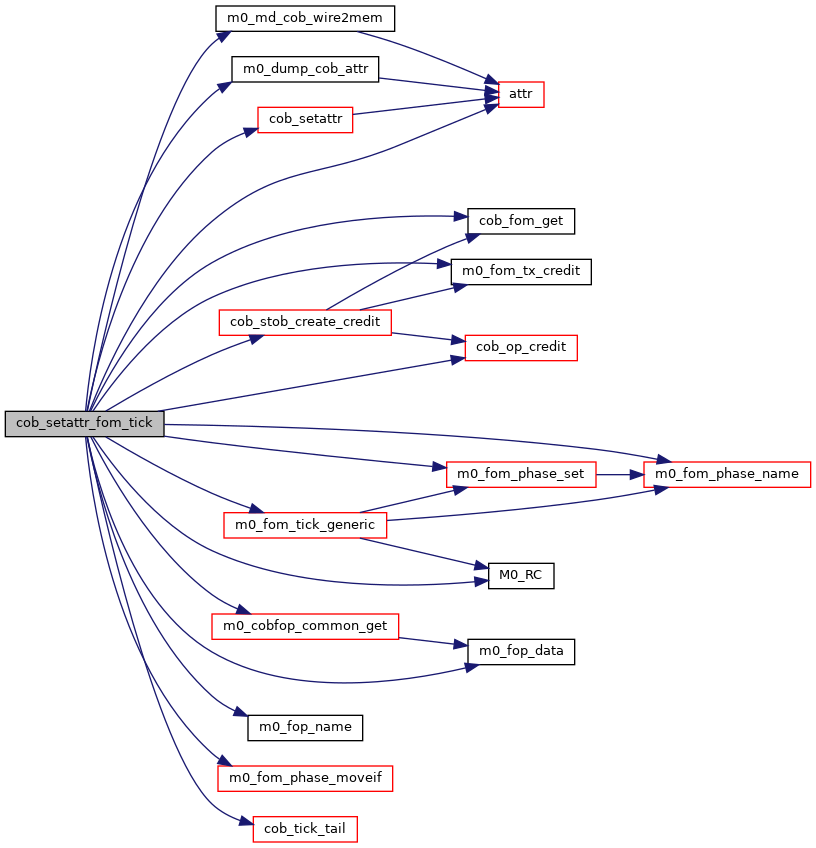 m0_md_cob_wire2mem
m0_dump_cob_attr
attr
cob_setattr
cob_fom_get
m0_fom_tx_credit
cob_stob_create_credit
cob_op_credit
cob_setattr_fom_tick
m0_fom_phase_set
m0_fom_phase_name
m0_fom_tick_generic
M0_RC
m0_cobfop_common_get
m0_fop_data
m0_fop_name
m0_fom_phase_moveif
cob_tick_tail